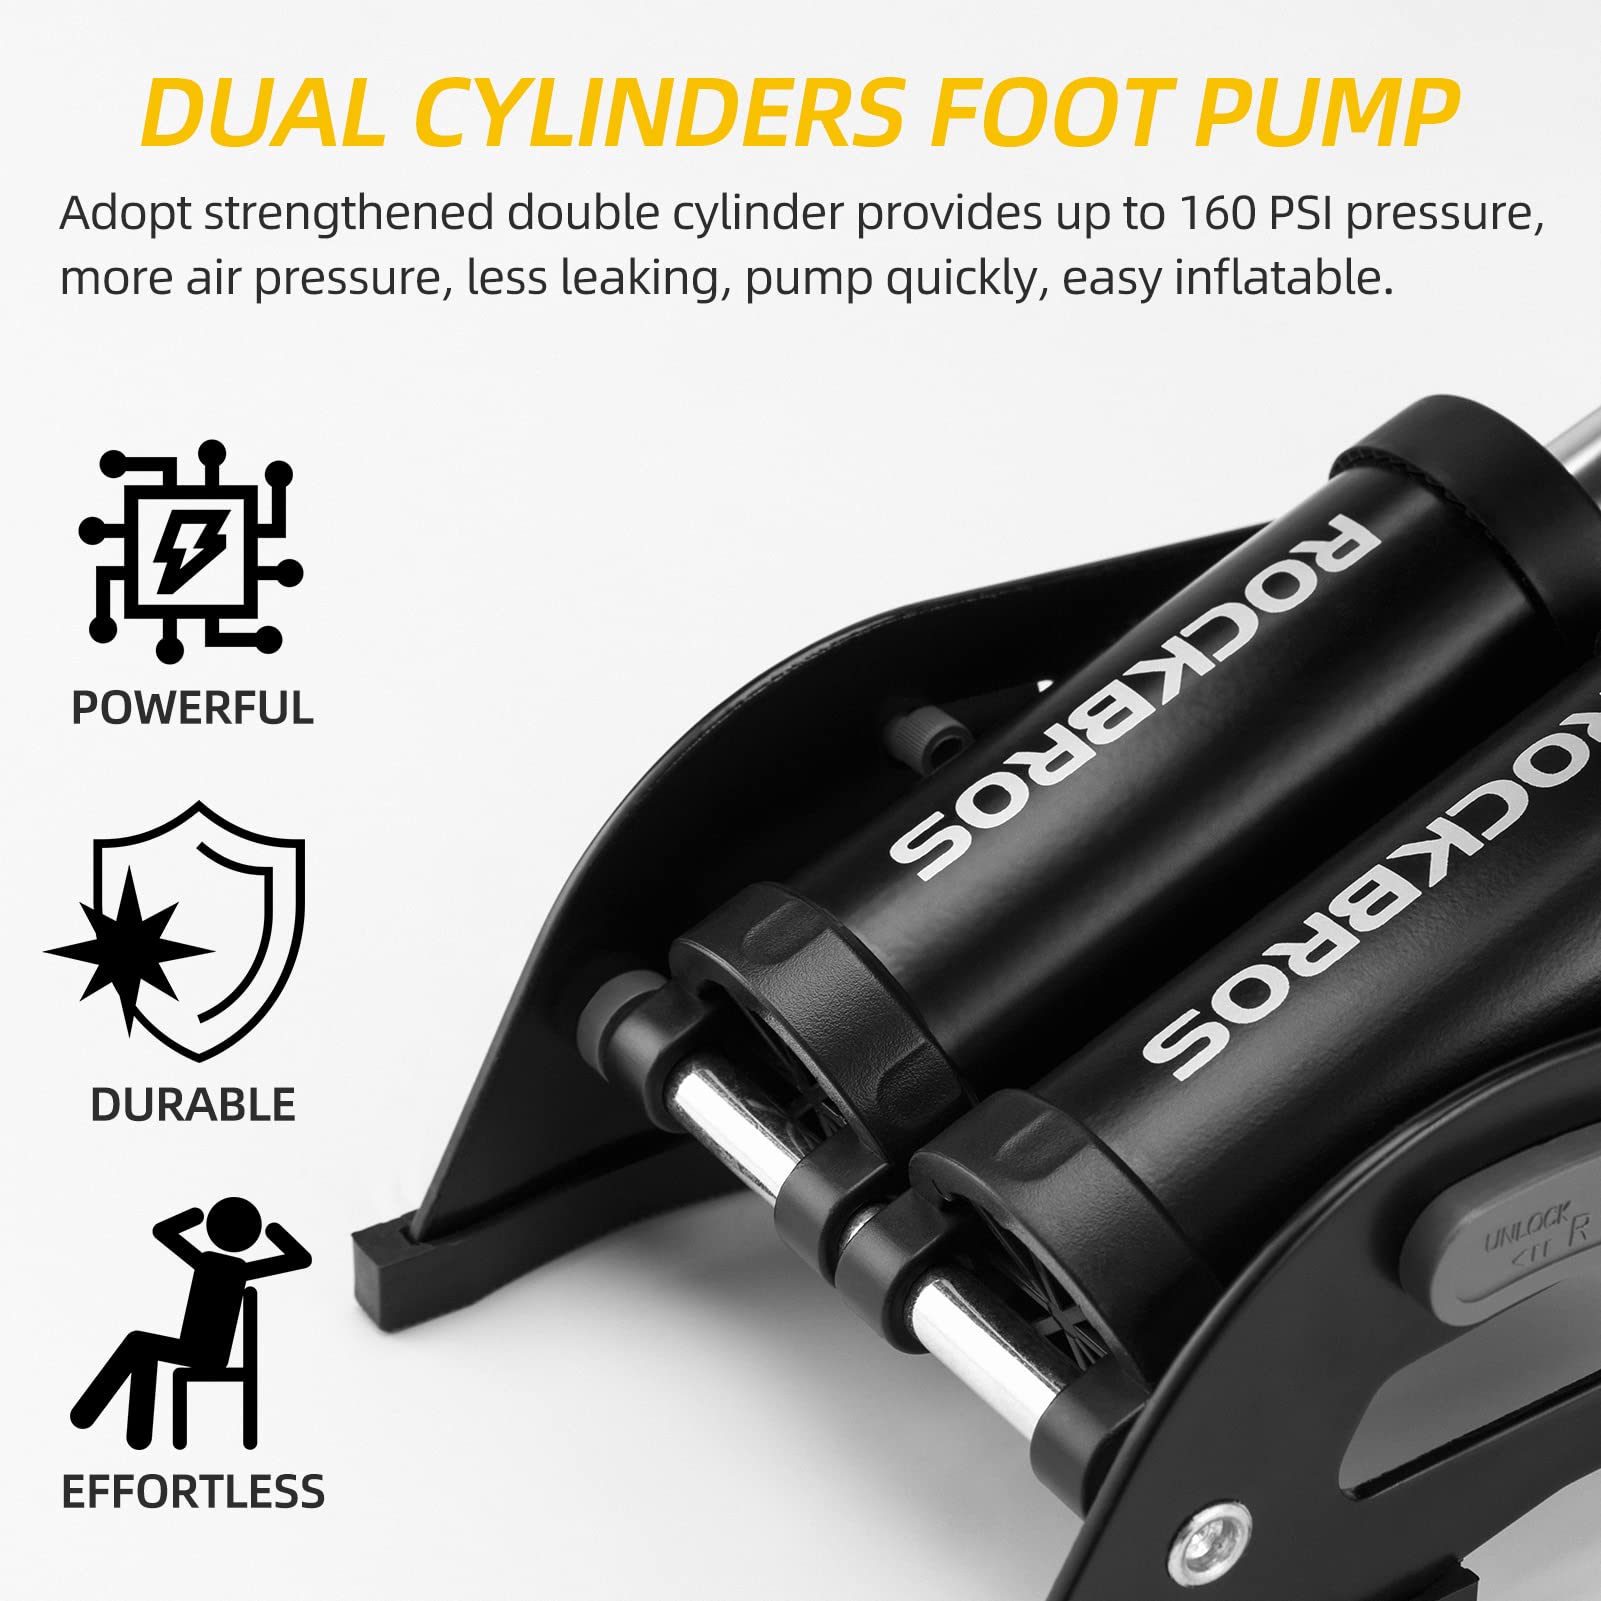 DUAL CYLINDERS FOOT PUMP
Adopt strengthened double cylinder provides up to 160 PSI pressure,
more air pressure, less leaking, pump quickly, easy inflatable.
POWERFUL
ROCKBROS
ROCKBROS
DURABLE
UNLOCK
R
EFFORTLESS